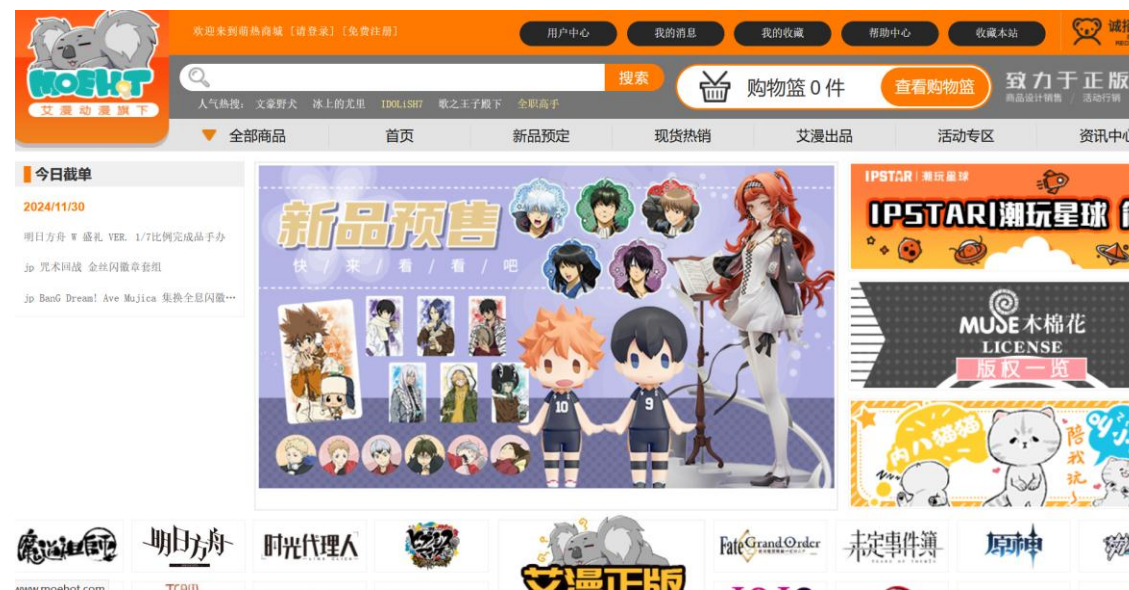 欢迎来到萌热商城 [请登录] [免费注册]
用户中心
我的消息
我的收藏
帮助中心
收藏本站
MOEHOT
艾漫动漫旗下
搜索
购物篮 0 件
查看购物篮
致力于正版
商品设计销售 / 活动行销
人气热搜: 文豪野犬 冰上的尤里 IDOLiSH7 歌之王子殿下 全职高手
全部商品
首页
新品预定
现货热销
艾漫出品
活动专区
资讯中心
今日截单
2024/11/30
明日方舟 W 盛礼 VER. 1/7比例完成品手办
jp 咒术回战 金丝闪徽章套组
jp BanG Dream! Ave Mujica 集换全息闪徽…
新品预售
快 / 来 / 看 / 看 / 吧
10
9
IPSTAR|潮玩星球
IPSTAR|潮玩星球
MUSE木棉花
LICENSE
版权一览
内八猫猫
陪我玩
魔道祖师
明日方舟
时光代理人
艾漫正版
Fate/Grand Order
未定事件簿
原神
www.moehot.com